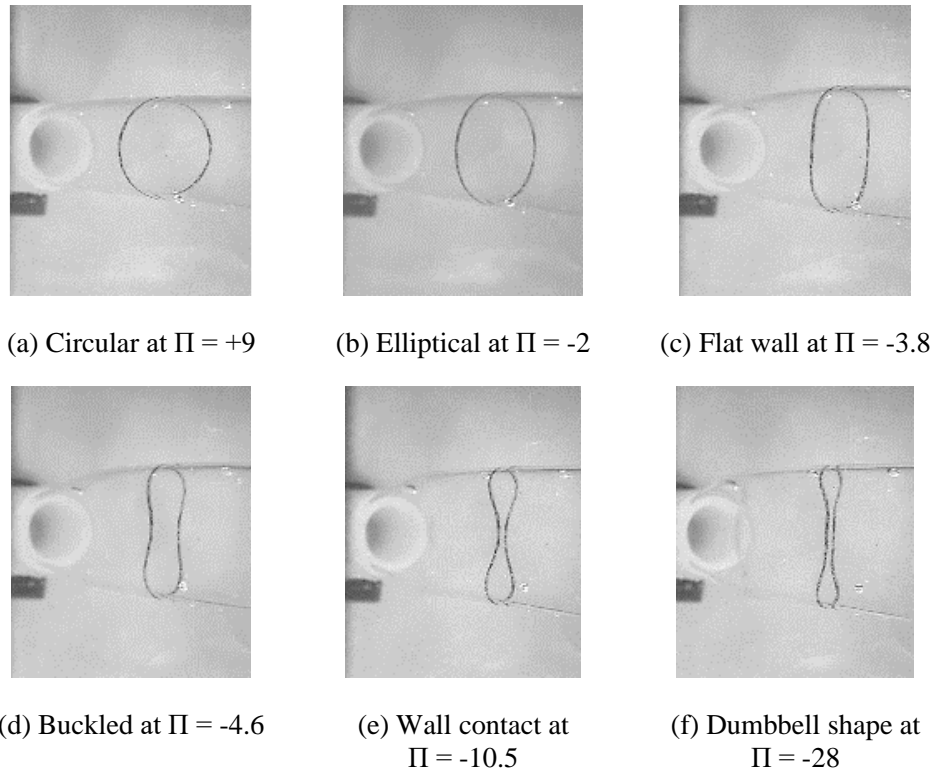 (a) Circular at Π = +9
(b) Elliptical at Π = -2
(c) Flat wall at Π = -3.8
(d) Buckled at Π = -4.6
(e) Wall contact at
Π = -10.5
(f) Dumbbell shape at
Π = -28